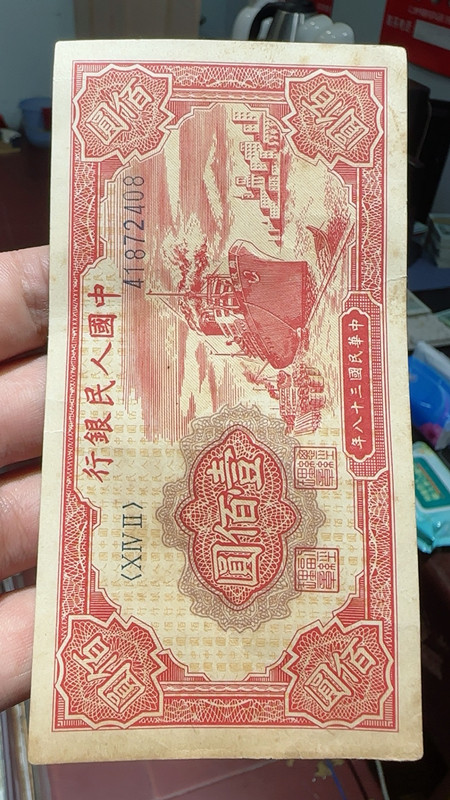 中國人民銀行
41872408
〈XIV II〉
壹佰圓
中華民國三十八年
佰圓
佰圓
佰圓
佰圓